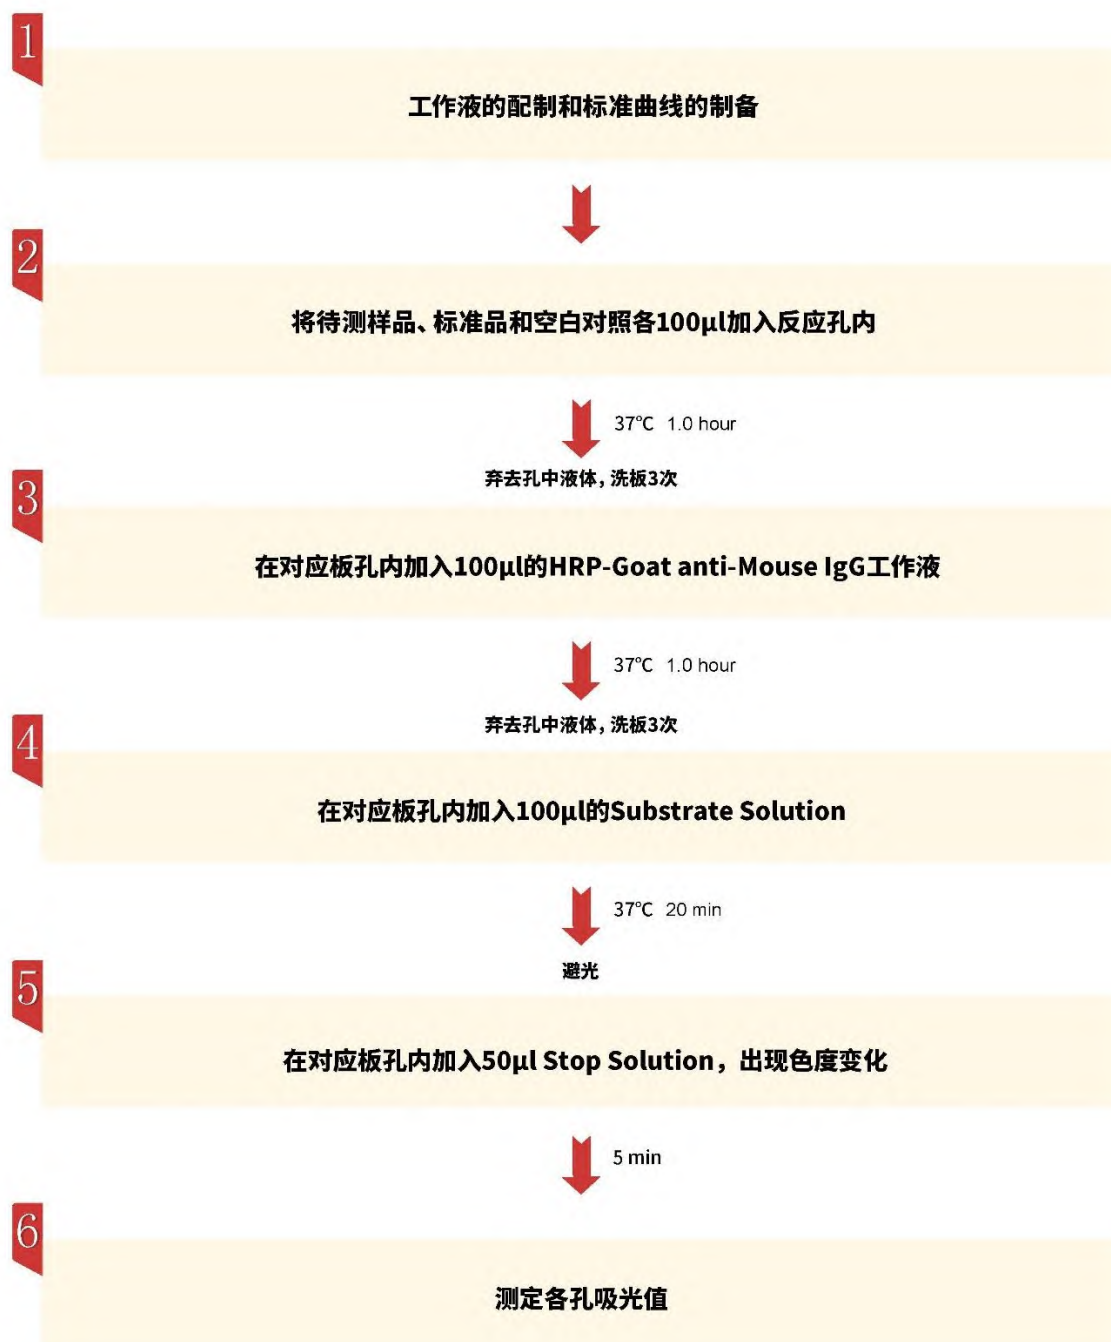 1
工作液的配制和标准曲线的制备
2
将待测样品、标准品和空白对照各100μl加入反应孔内
37℃ 1.0 hour
弃去孔中液体，洗板3次
3
在对应板孔内加入100μl的HRP-Goat anti-Mouse IgG工作液
37℃ 1.0 hour
弃去孔中液体，洗板3次
4
在对应板孔内加入100μl的Substrate Solution
37℃ 20 min
避光
5
在对应板孔内加入50μl Stop Solution，出现色度变化
5 min
6
测定各孔吸光值